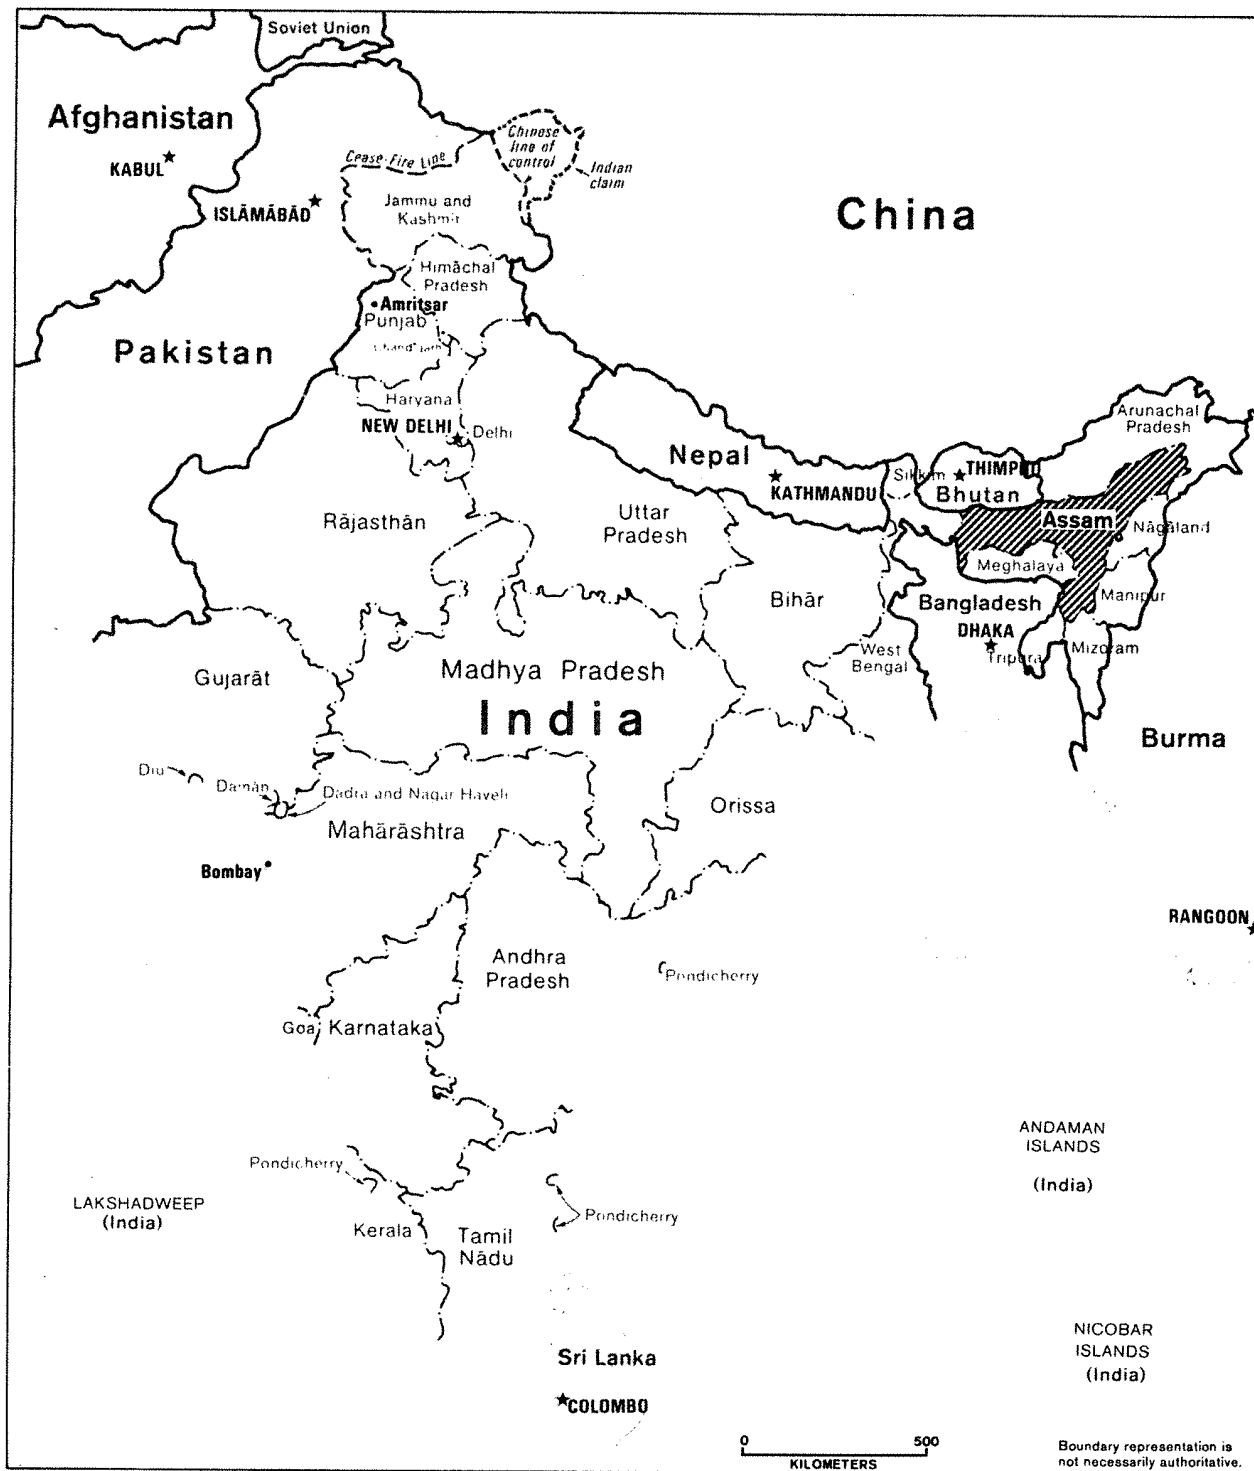 Soviet Union
Afghanistan
KABUL
ISLĀMĀBĀD
Cease-Fire Line
Chinese
line of
control
Indian
claim
Jammu and
Kashmir
China
Himāchal
Pradesh
Amritsar
Punjab
Pakistan
Haryana
NEW DELHI
Delhi
Arunachal
Pradesh
Nepal
KATHMANDU
Sikkim
THIMPHU
Bhutan
Assam
Nāgāland
Rājasthān
Uttar
Pradesh
Meghalaya
Bihār
Bangladesh
DHAKA
Manipur
West
Bengal
Tripura
Mizoram
Gujarāt
Madhya Pradesh
India
Burma
Diu
Damān
Dadra and Nagar Haveli
Mahārāshtra
Orissa
Bombay
RANGOON
Andhra
Pradesh
Pondicherry
Goa
Karnataka
ANDAMAN
ISLANDS
(India)
Pondicherry
LAKSHADWEEP
(India)
Pondicherry
Kerala
Tamil
Nādu
NICOBAR
ISLANDS
(India)
Sri Lanka
COLOMBO
0 500
KILOMETERS
Boundary representation is
not necessarily authoritative.